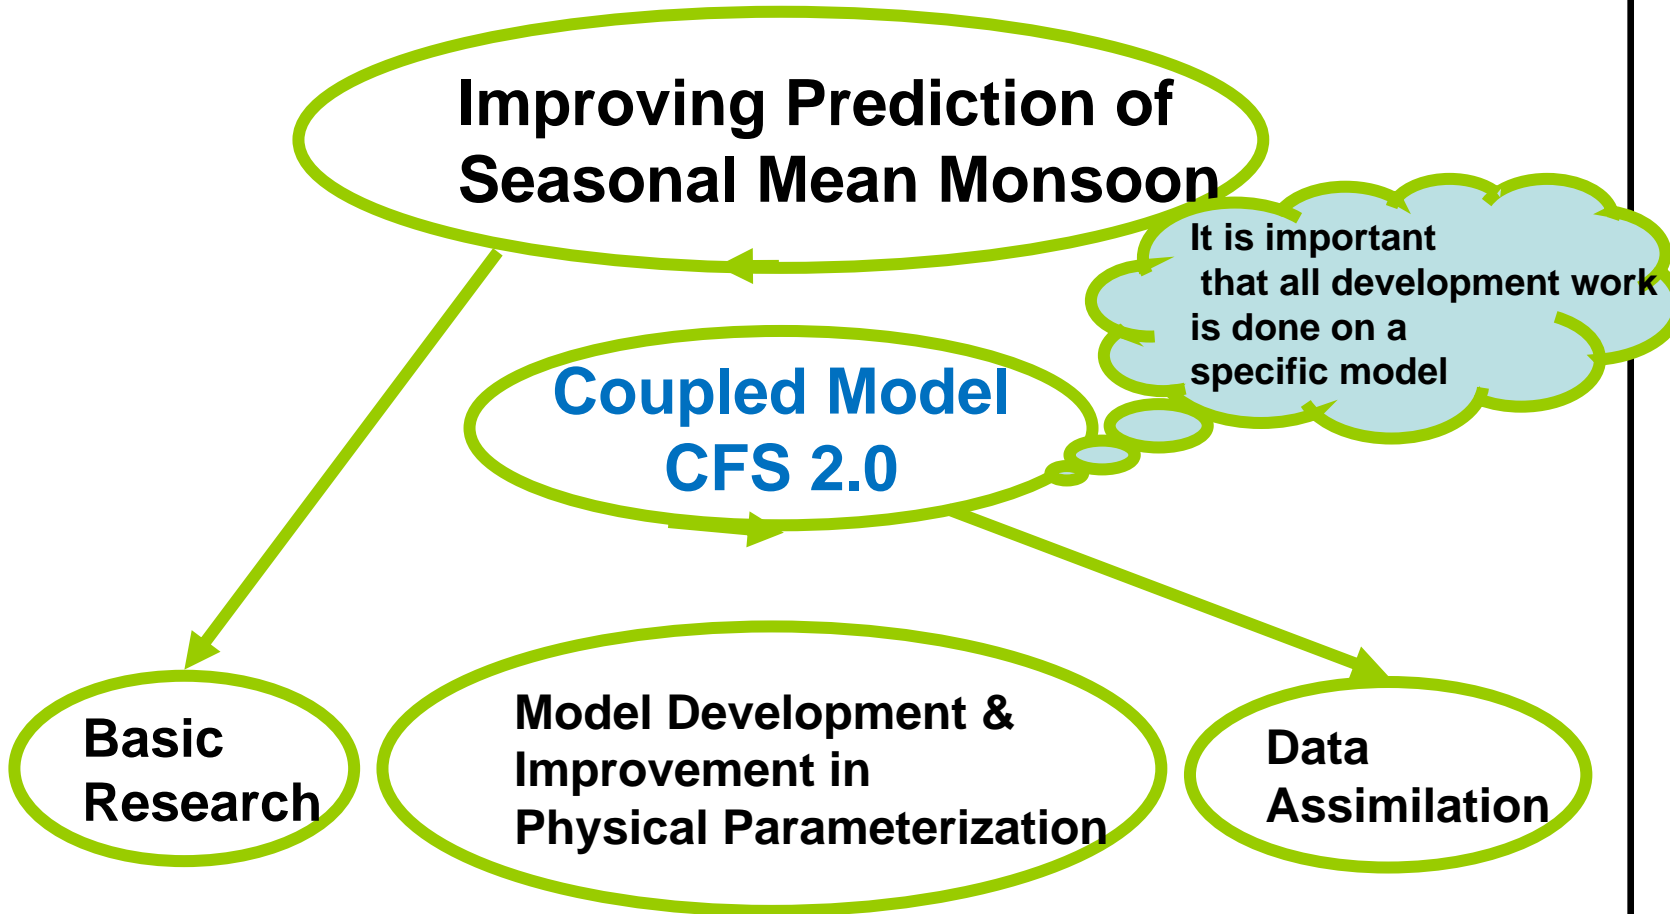 Improving Prediction of
Seasonal Mean Monsoon
It is important
that all development work
is done on a
specific model
Coupled Model
CFS 2.0
Basic
Research
Model Development &
Improvement in
Physical Parameterization
Data
Assimilation